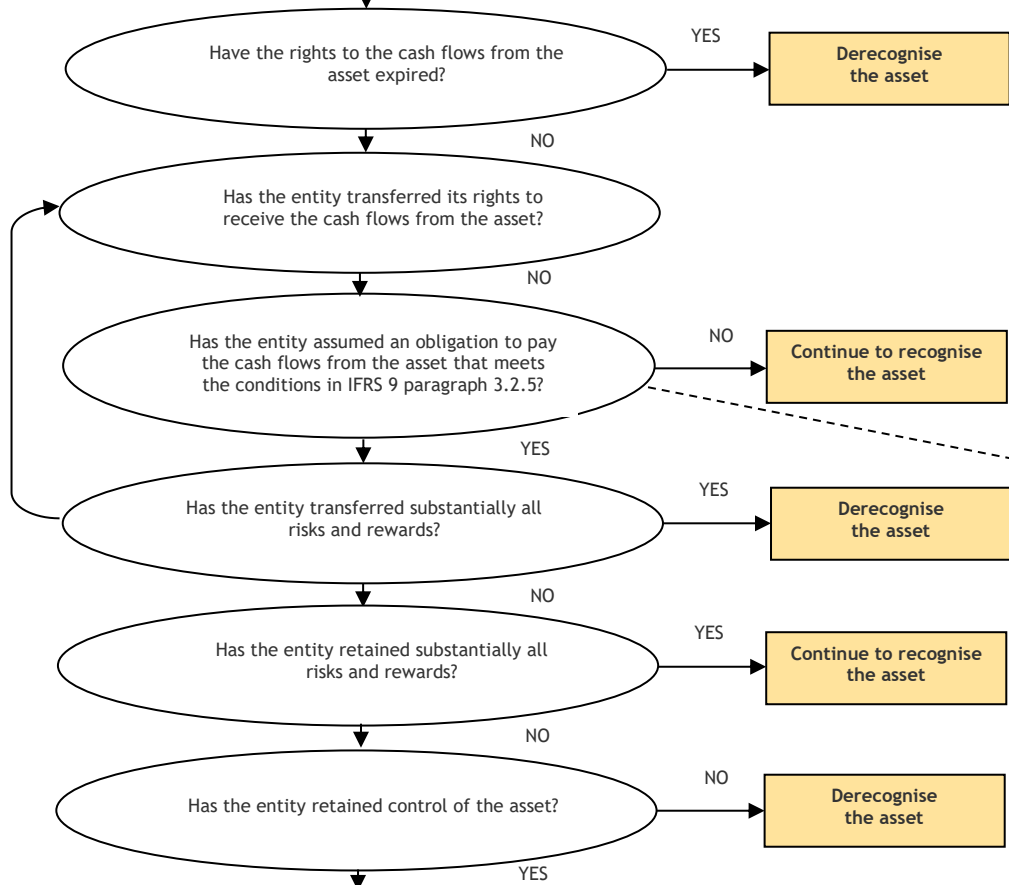 Have the rights to the cash flows from the
asset expired?
YES
Derecognise
the asset
NO
Has the entity transferred its rights to
receive the cash flows from the asset?
NO
Has the entity assumed an obligation to pay
the cash flows from the asset that meets
the conditions in IFRS 9 paragraph 3.2.5?
NO
Continue to recognise
the asset
YES
Has the entity transferred substantially all
risks and rewards?
YES
Derecognise
the asset
NO
Has the entity retained substantially all
risks and rewards?
YES
Continue to recognise
the asset
NO
Has the entity retained control of the asset?
NO
Derecognise
the asset
YES